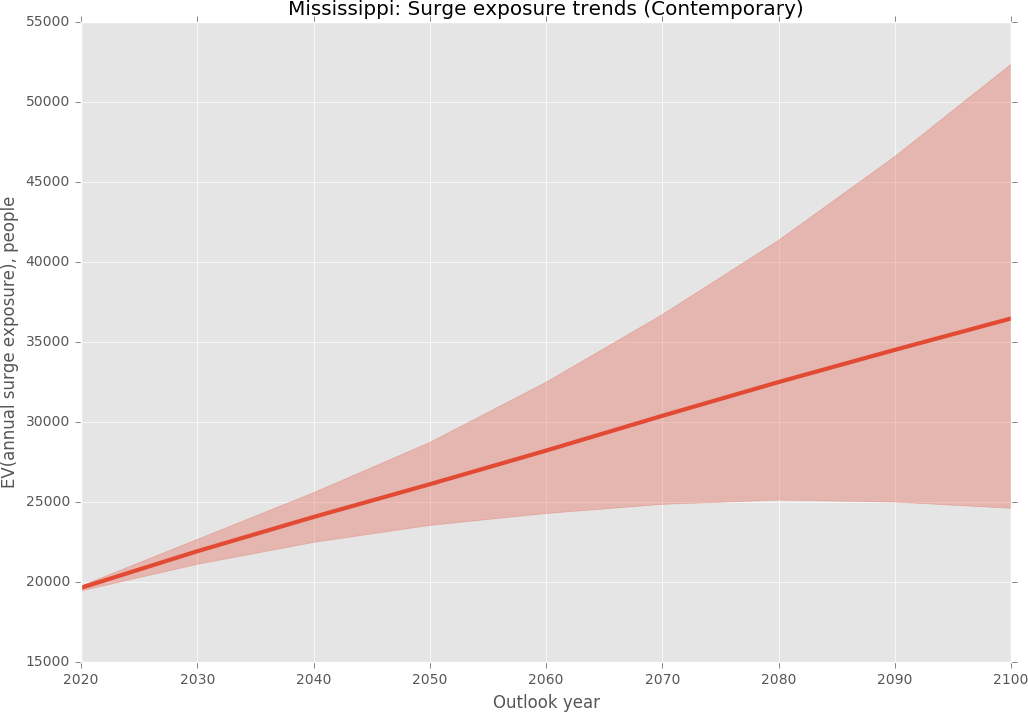 Mississippi: Surge exposure trends (Contemporary)
EV(annual surge exposure), people
55000
50000
45000
40000
35000
30000
25000
20000
15000
2020 2030 2040 2050 2060 2070 2080 2090 2100
Outlook year